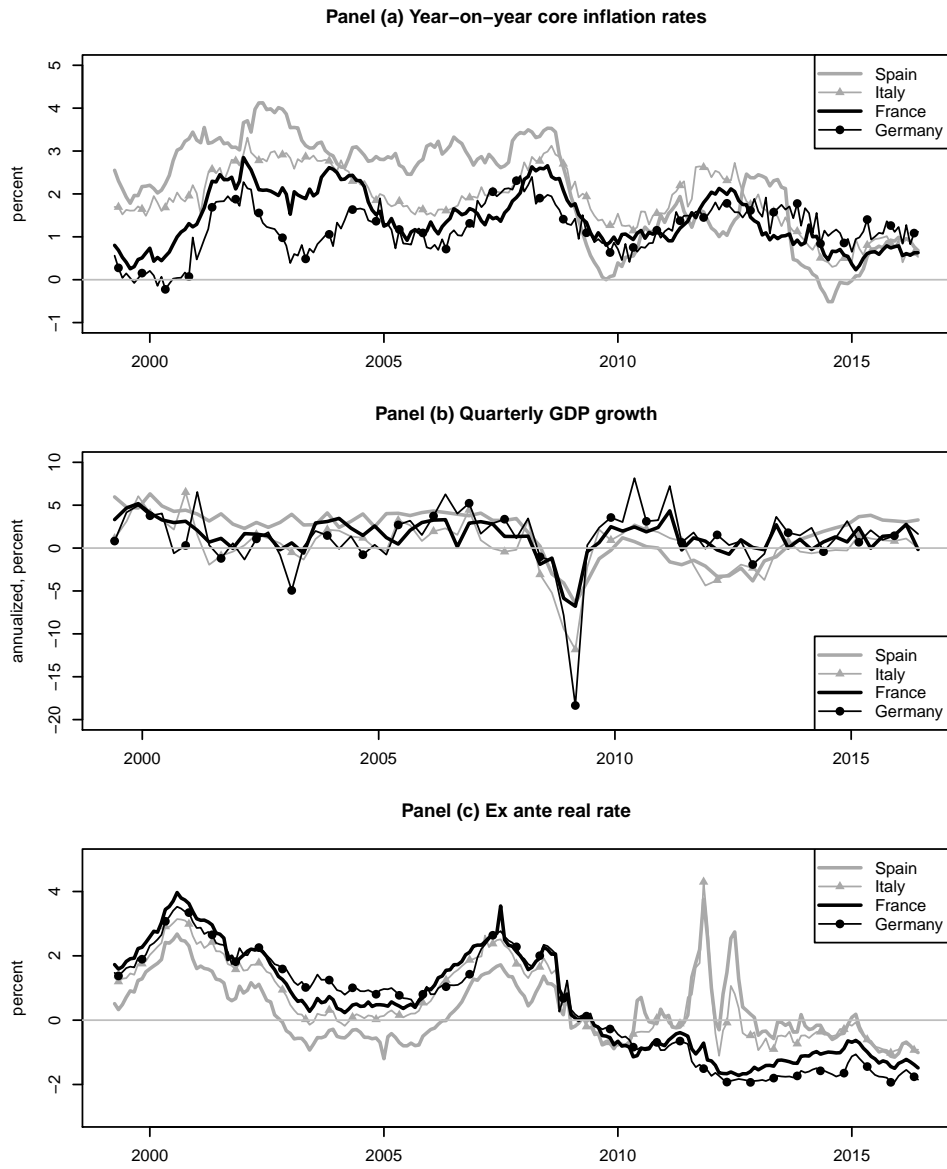 Panel (a) Year−on−year core inflation rates
percent
5
4
3
2
1
0
−1
Spain
Italy
France
Germany
2000
2005
2010
2015
Panel (b) Quarterly GDP growth
annualized, percent
10
5
0
−5
−10
−15
−20
Spain
Italy
France
Germany
2000
2005
2010
2015
Panel (c) Ex ante real rate
percent
4
2
0
−2
Spain
Italy
France
Germany
2000
2005
2010
2015